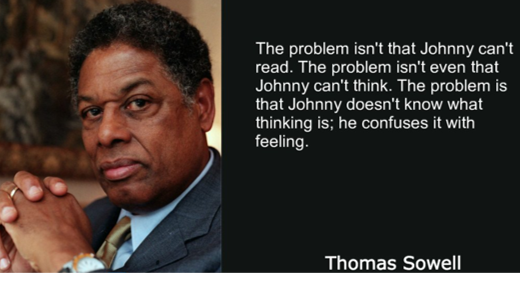 The problem isn't that Johnny can't
read. The problem isn't even that
Johnny can't think. The problem is
that Johnny doesn't know what
thinking is; he confuses it with
feeling.
Thomas Sowell